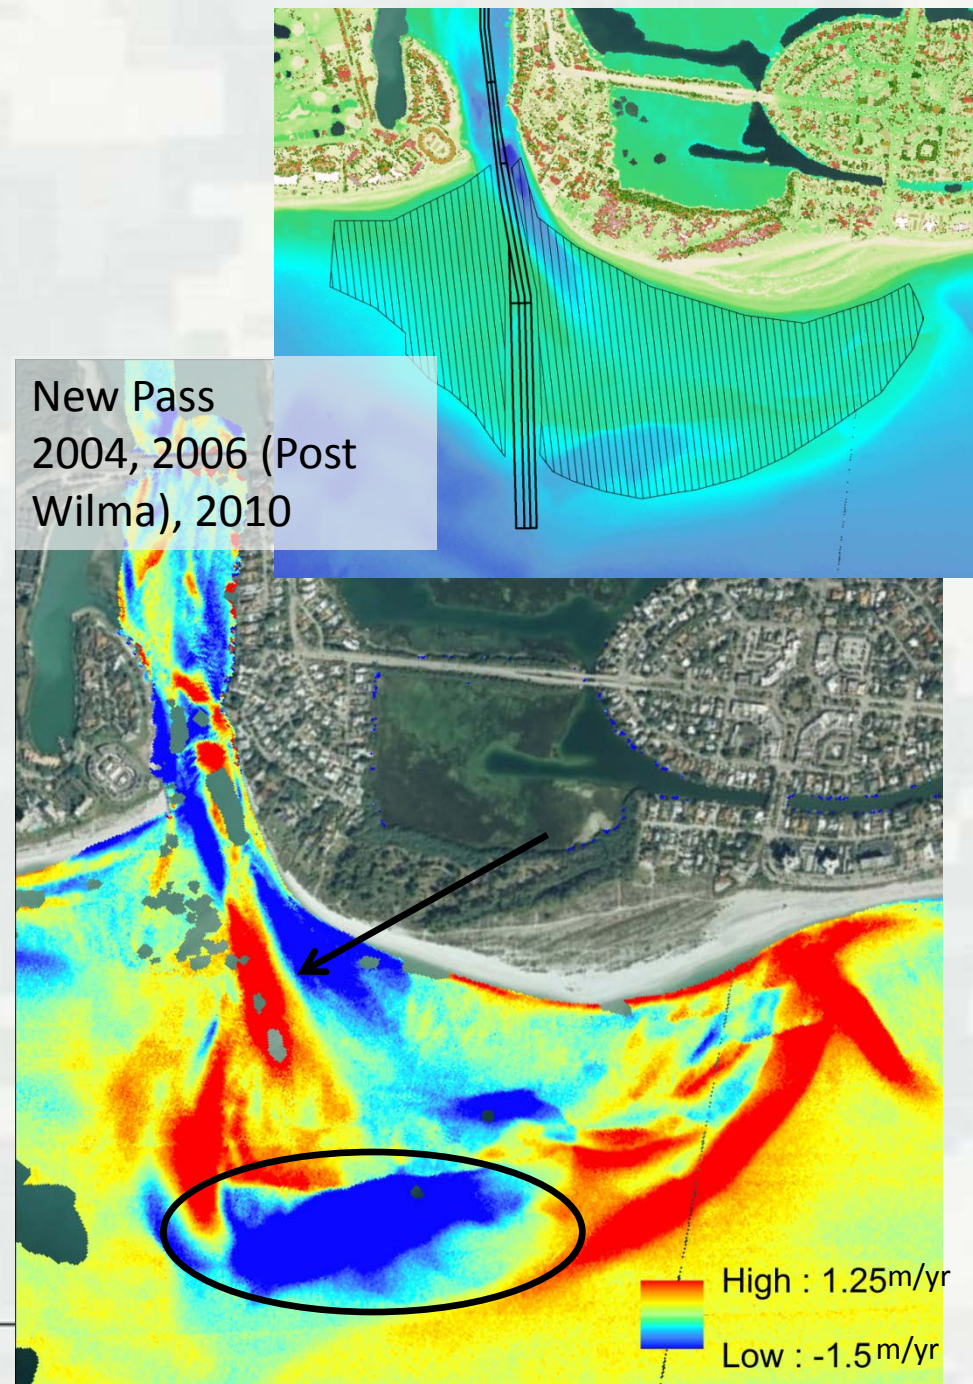 New Pass
2004, 2006 (Post
Wilma), 2010
High : 1.25m/yr
Low : -1.5m/yr